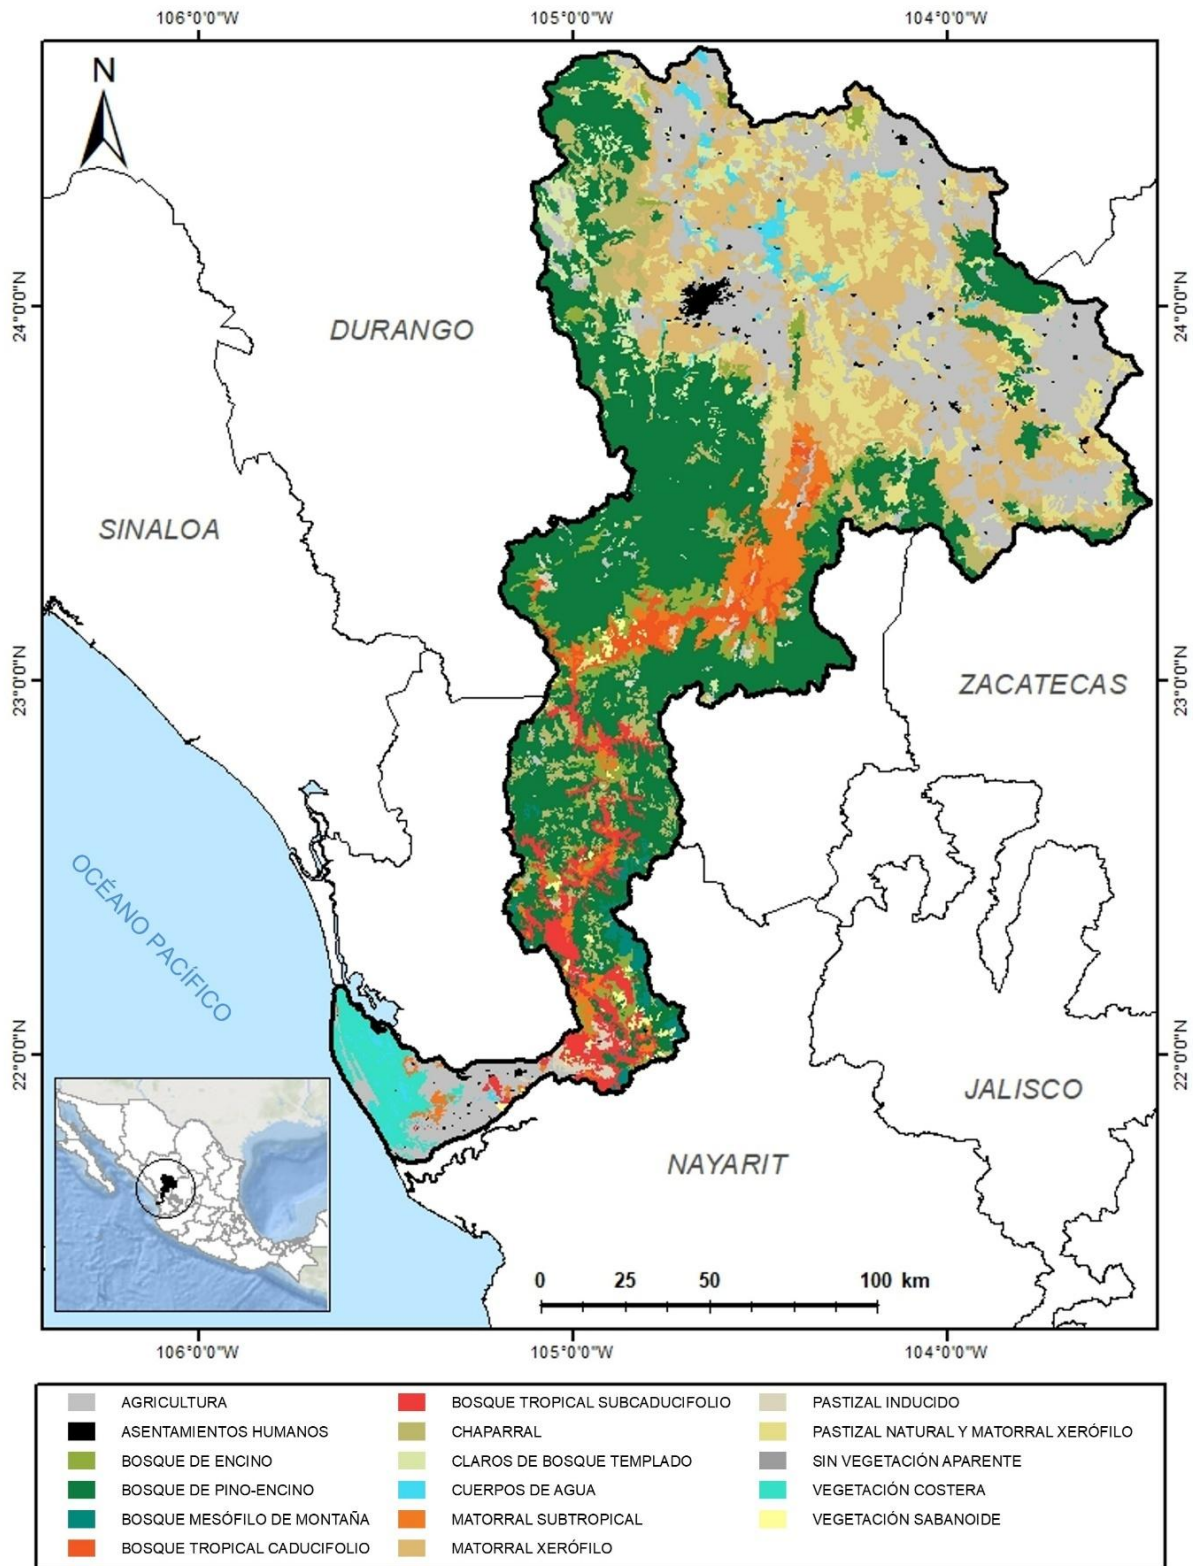 106°0'0"W 105°0'0"W 104°0'0"W
N
24°0'0"N 24°0'0"N
DURANGO
SINALOA
23°0'0"N 23°0'0"N
ZACATECAS
OCÉANO PACÍFICO
22°0'0"N 22°0'0"N
JALISCO
NAYARIT
0 25 50 100 km
106°0'0"W 105°0'0"W 104°0'0"W
AGRICULTURA
ASENTAMIENTOS HUMANOS
BOSQUE DE ENCINO
BOSQUE DE PINO-ENCINO
BOSQUE MESÓFILO DE MONTAÑA
BOSQUE TROPICAL CADUCIFOLIO
BOSQUE TROPICAL SUBCADUCIFOLIO
CHAPARRAL
CLAROS DE BOSQUE TEMPLADO
CUERPOS DE AGUA
MATORRAL SUBTROPICAL
MATORRAL XERÓFILO
PASTIZAL INDUCIDO
PASTIZAL NATURAL Y MATORRAL XERÓFILO
SIN VEGETACIÓN APARENTE
VEGETACIÓN COSTERA
VEGETACIÓN SABANOIDE